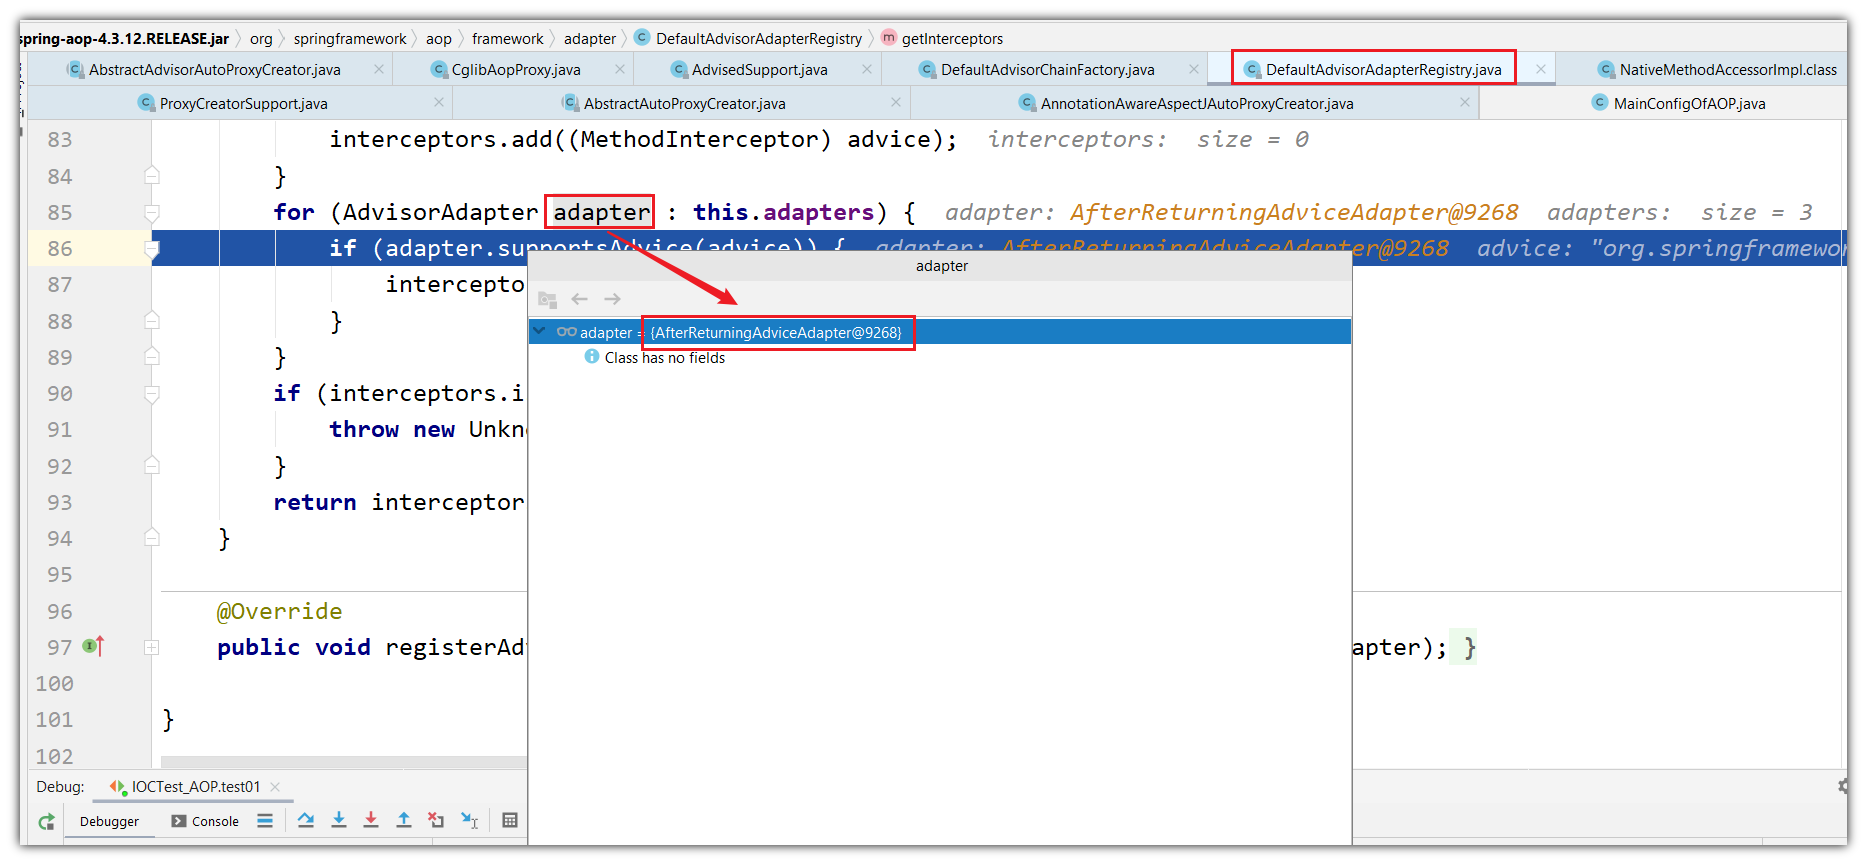 spring-aop-4.3.12.RELEASE.jar org springframework aop framework adapter DefaultAdvisorAdapterRegistry getInterceptors
AbstractAdvisorAutoProxyCreator.java CglibAopProxy.java AdvisedSupport.java DefaultAdvisorChainFactory.java DefaultAdvisorAdapterRegistry.java NativeMethodAccessorImpl.class
ProxyCreatorSupport.java AbstractAutoProxyCreator.java AnnotationAwareAspectJAutoProxyCreator.java MainConfigOfAOP.java
83 interceptors.add((MethodInterceptor) advice); interceptors: size = 0
84 }
85 for (AdvisorAdapter adapter : this.adapters) { adapter: AfterReturningAdviceAdapter@9268 adapters: size = 3
86 if (adapter.supportsAdvice(advice)) { adapter: AfterReturningAdviceAdapter@9268 advice: "org.springframewor
adapter
87 intercepto
88 }
adapter = {AfterReturningAdviceAdapter@9268}
89 }
Class has no fields
90 if (interceptors.i
91 throw new Unkn
92 }
93 return interceptor
94 }
95
96 @Override
97 public void registerAd apter); }
100
101 }
102
Debug: IOCTest_AOP.test01
Debugger Console